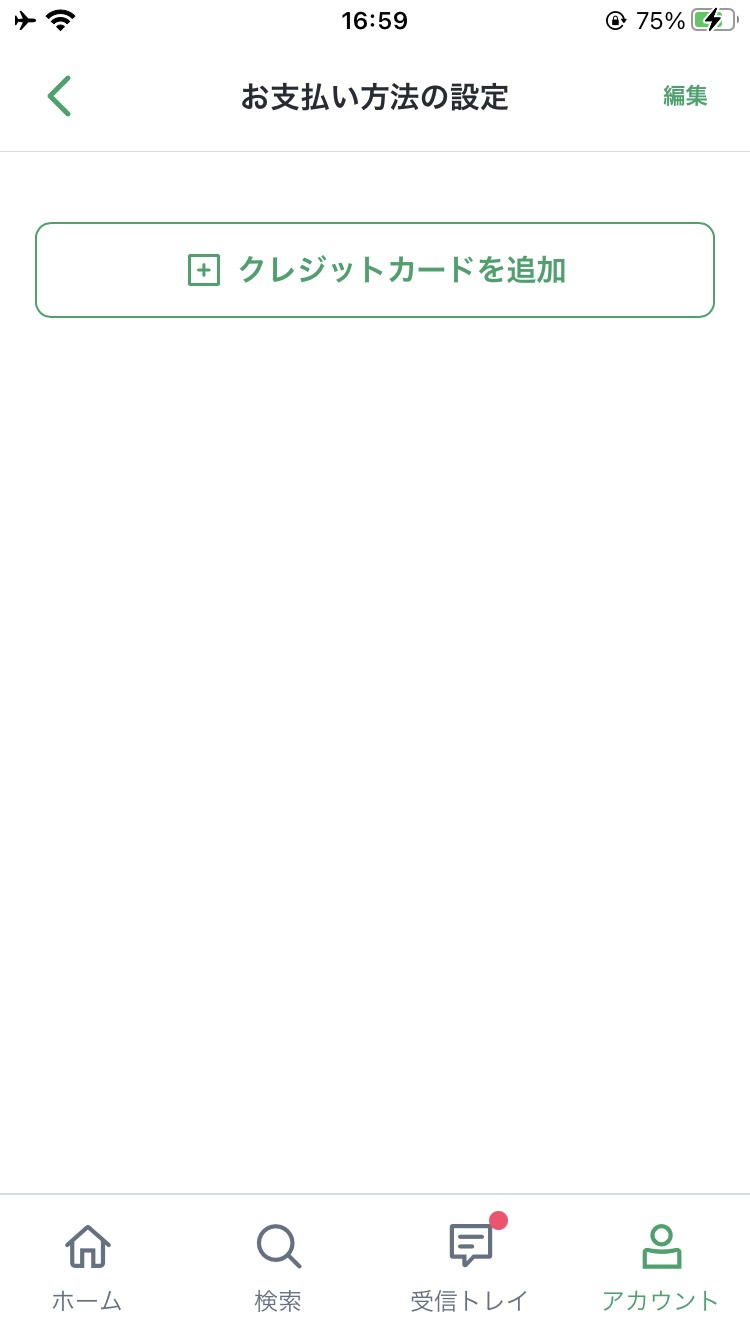 16:59
75%
お支払い方法の設定
編集
クレジットカードを追加
ホーム
検索
受信トレイ
アカウント